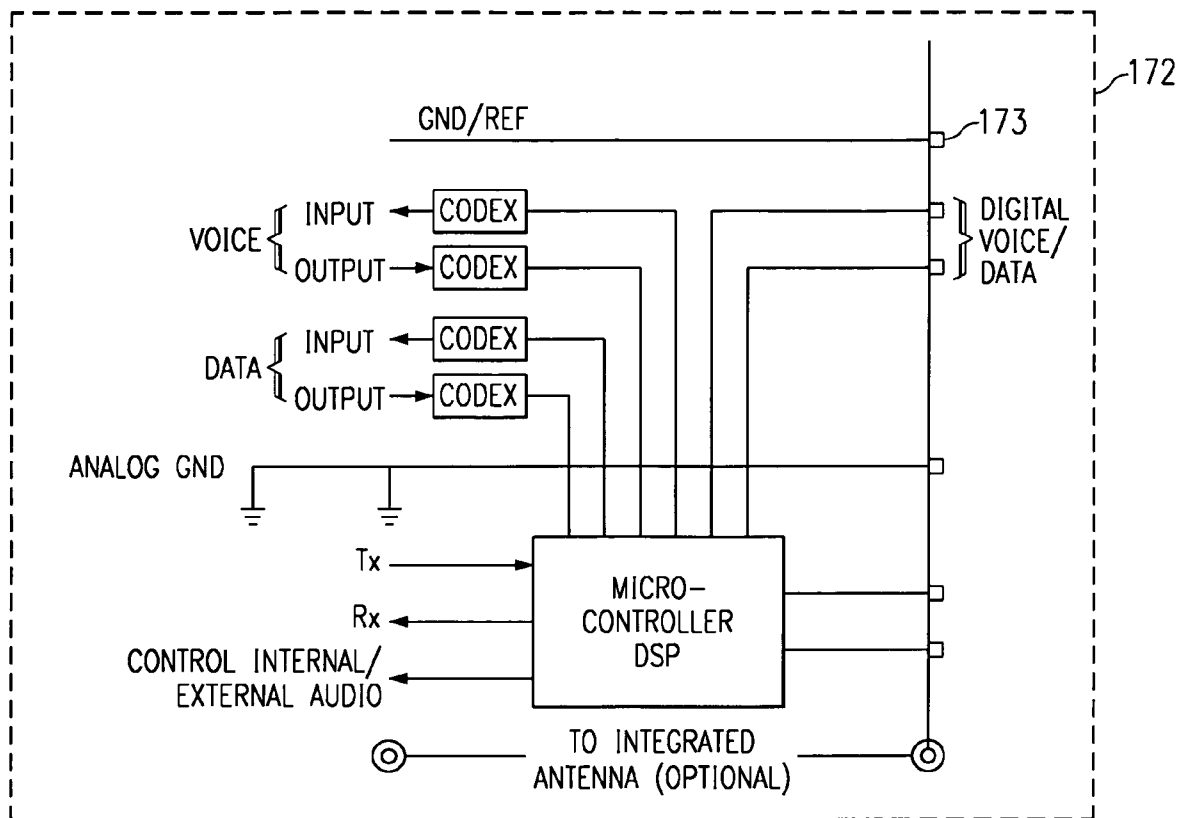 172
GND/REF
173
VOICE
INPUT
CODEX
OUTPUT
CODEX
DIGITAL
VOICE/
DATA
DATA
INPUT
CODEX
OUTPUT
CODEX
ANALOG GND
Tx
Rx
CONTROL INTERNAL/
EXTERNAL AUDIO
MICRO-
CONTROLLER
DSP
TO INTEGRATED
ANTENNA (OPTIONAL)